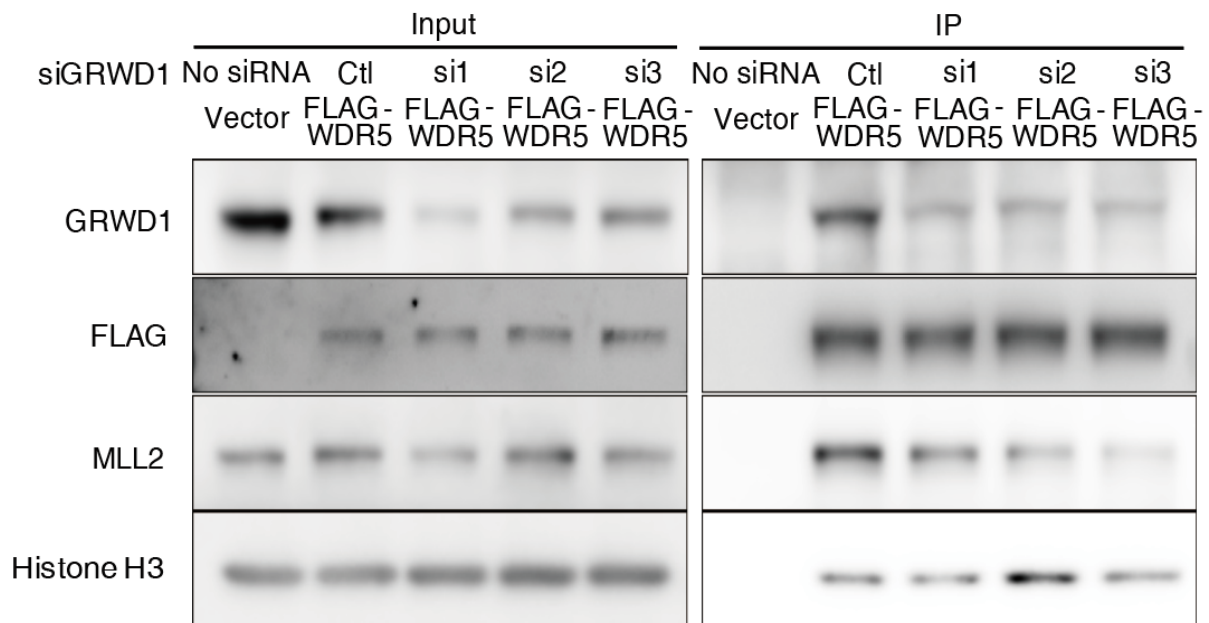 Input IP
siGRWD1 No siRNA Ctl si1 si2 si3 No siRNA Ctl si1 si2 si3
Vector FLAG- FLAG- FLAG- FLAG- Vector FLAG- FLAG- FLAG- FLAG-
WDR5 WDR5 WDR5 WDR5 WDR5 WDR5 WDR5 WDR5
GRWD1
FLAG
MLL2
Histone H3